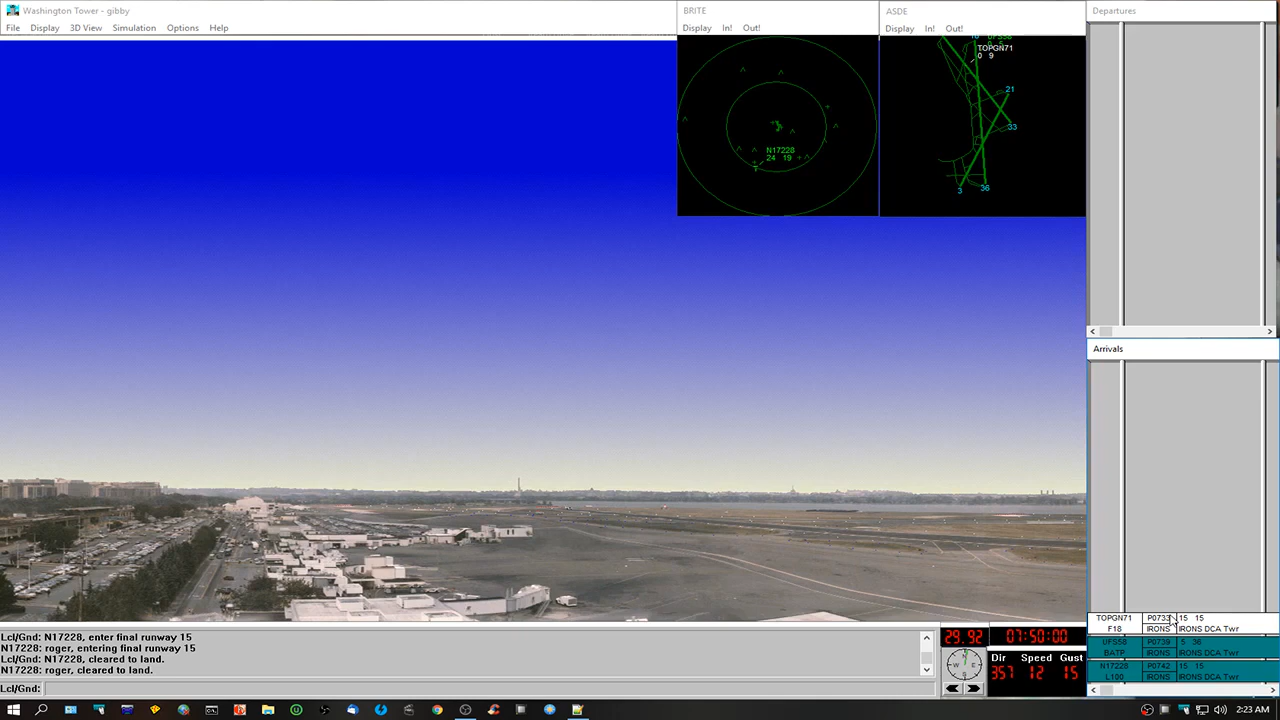 Washington Tower - gibby
File Display 3D View Simulation Options Help
BRITE
Display In! Out!
N17228
24 19
ASDE
Display In! Out!
TOPGN71
0 9
21
33
3
36
Departures
Arrivals
TOPGN71 P0733 15 15
F18 IRONS IRONS DCA Twr
UFS58 P0739 5 36
BATP IRONS IRONS DCA Twr
N17228 P0742 15 15
L100 IRONS IRONS DCA Twr
Lcl/Gnd: N17228, enter final runway 15
N17228: roger, entering final runway 15
Lcl/Gnd: N17228, cleared to land.
N17228: roger, cleared to land.
Lcl/Gnd:
29.92 07:50:00
Dir Speed Gust
357 12 15
N
W E
S
2:23 AM